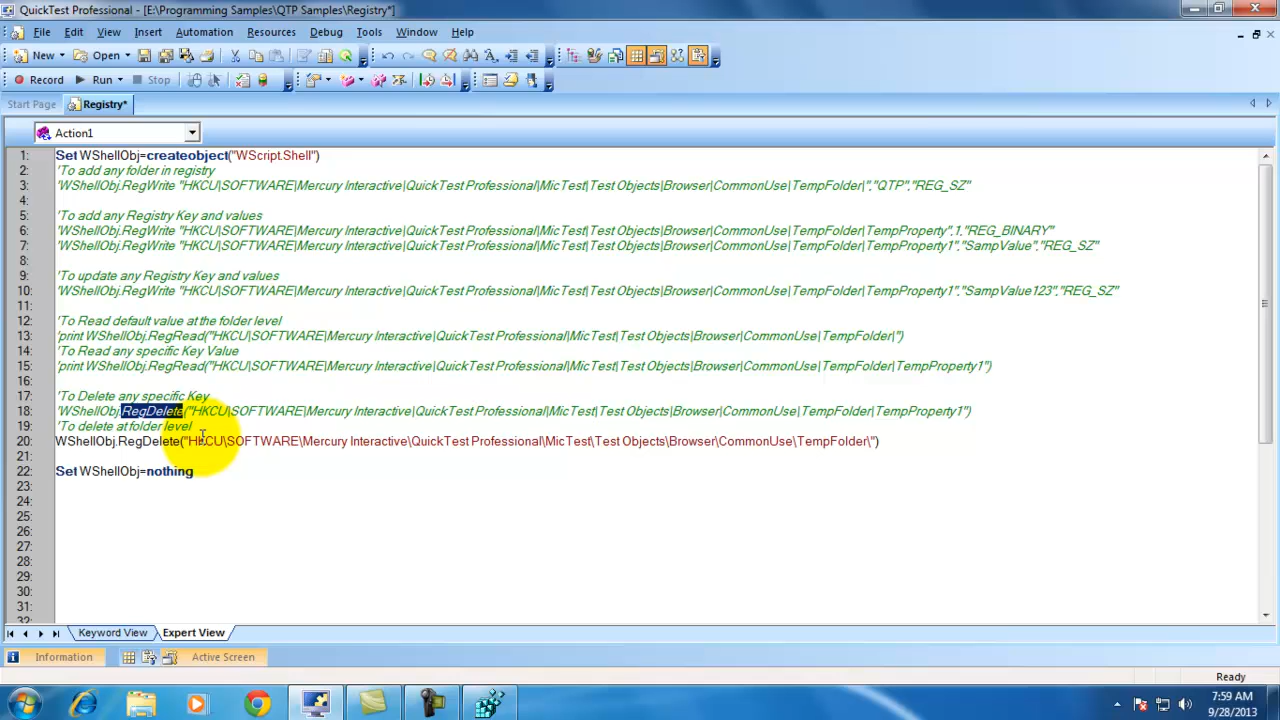 QuickTest Professional - [E:\Programming Samples\QTP Samples\Registry*]
File Edit View Insert Automation Resources Debug Tools Window Help
New Open
Record Run Stop
Start Page Registry*
Action1
1: Set WShellObj=createobject("WScript.Shell")
2: 'To add any folder in registry
3: 'WShellObj.RegWrite "HKCU\SOFTWARE\Mercury Interactive\QuickTest Professional\MicTest\Test Objects\Browser\CommonUse\TempFolder\","QTP","REG_SZ"
4:
5: 'To add any Registry Key and values
6: 'WShellObj.RegWrite "HKCU\SOFTWARE\Mercury Interactive\QuickTest Professional\MicTest\Test Objects\Browser\CommonUse\TempFolder\TempProperty",1,"REG_BINARY"
7: 'WShellObj.RegWrite "HKCU\SOFTWARE\Mercury Interactive\QuickTest Professional\MicTest\Test Objects\Browser\CommonUse\TempFolder\TempProperty1","SampValue","REG_SZ"
8:
9: 'To update any Registry Key and values
10: 'WShellObj.RegWrite "HKCU\SOFTWARE\Mercury Interactive\QuickTest Professional\MicTest\Test Objects\Browser\CommonUse\TempFolder\TempProperty1","SampValue123","REG_SZ"
11:
12: 'To Read default value at the folder level
13: 'print WShellObj.RegRead("HKCU\SOFTWARE\Mercury Interactive\QuickTest Professional\MicTest\Test Objects\Browser\CommonUse\TempFolder\")
14: 'To Read any specific Key Value
15: 'print WShellObj.RegRead("HKCU\SOFTWARE\Mercury Interactive\QuickTest Professional\MicTest\Test Objects\Browser\CommonUse\TempFolder\TempProperty1")
16:
17: 'To Delete any specific Key
18: 'WShellObj.RegDelete("HKCU\SOFTWARE\Mercury Interactive\QuickTest Professional\MicTest\Test Objects\Browser\CommonUse\TempFolder\TempProperty1")
19: 'To delete at folder level
20: WShellObj.RegDelete("HKCU\SOFTWARE\Mercury Interactive\QuickTest Professional\MicTest\Test Objects\Browser\CommonUse\TempFolder\")
21:
22: Set WShellObj=nothing
23:
24:
25:
26:
27:
28:
29:
30:
31:
32:
Keyword View Expert View
Information Active Screen
Ready
7:59 AM
9/28/2013